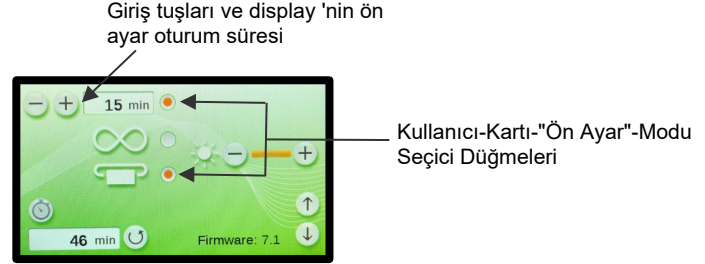 Giriş tuşları ve display 'nin ön
ayar oturum süresi
15 min
46 min
Firmware: 7.1
Kullanıcı-Kartı-"Ön Ayar"-Modu
Seçici Düğmeleri